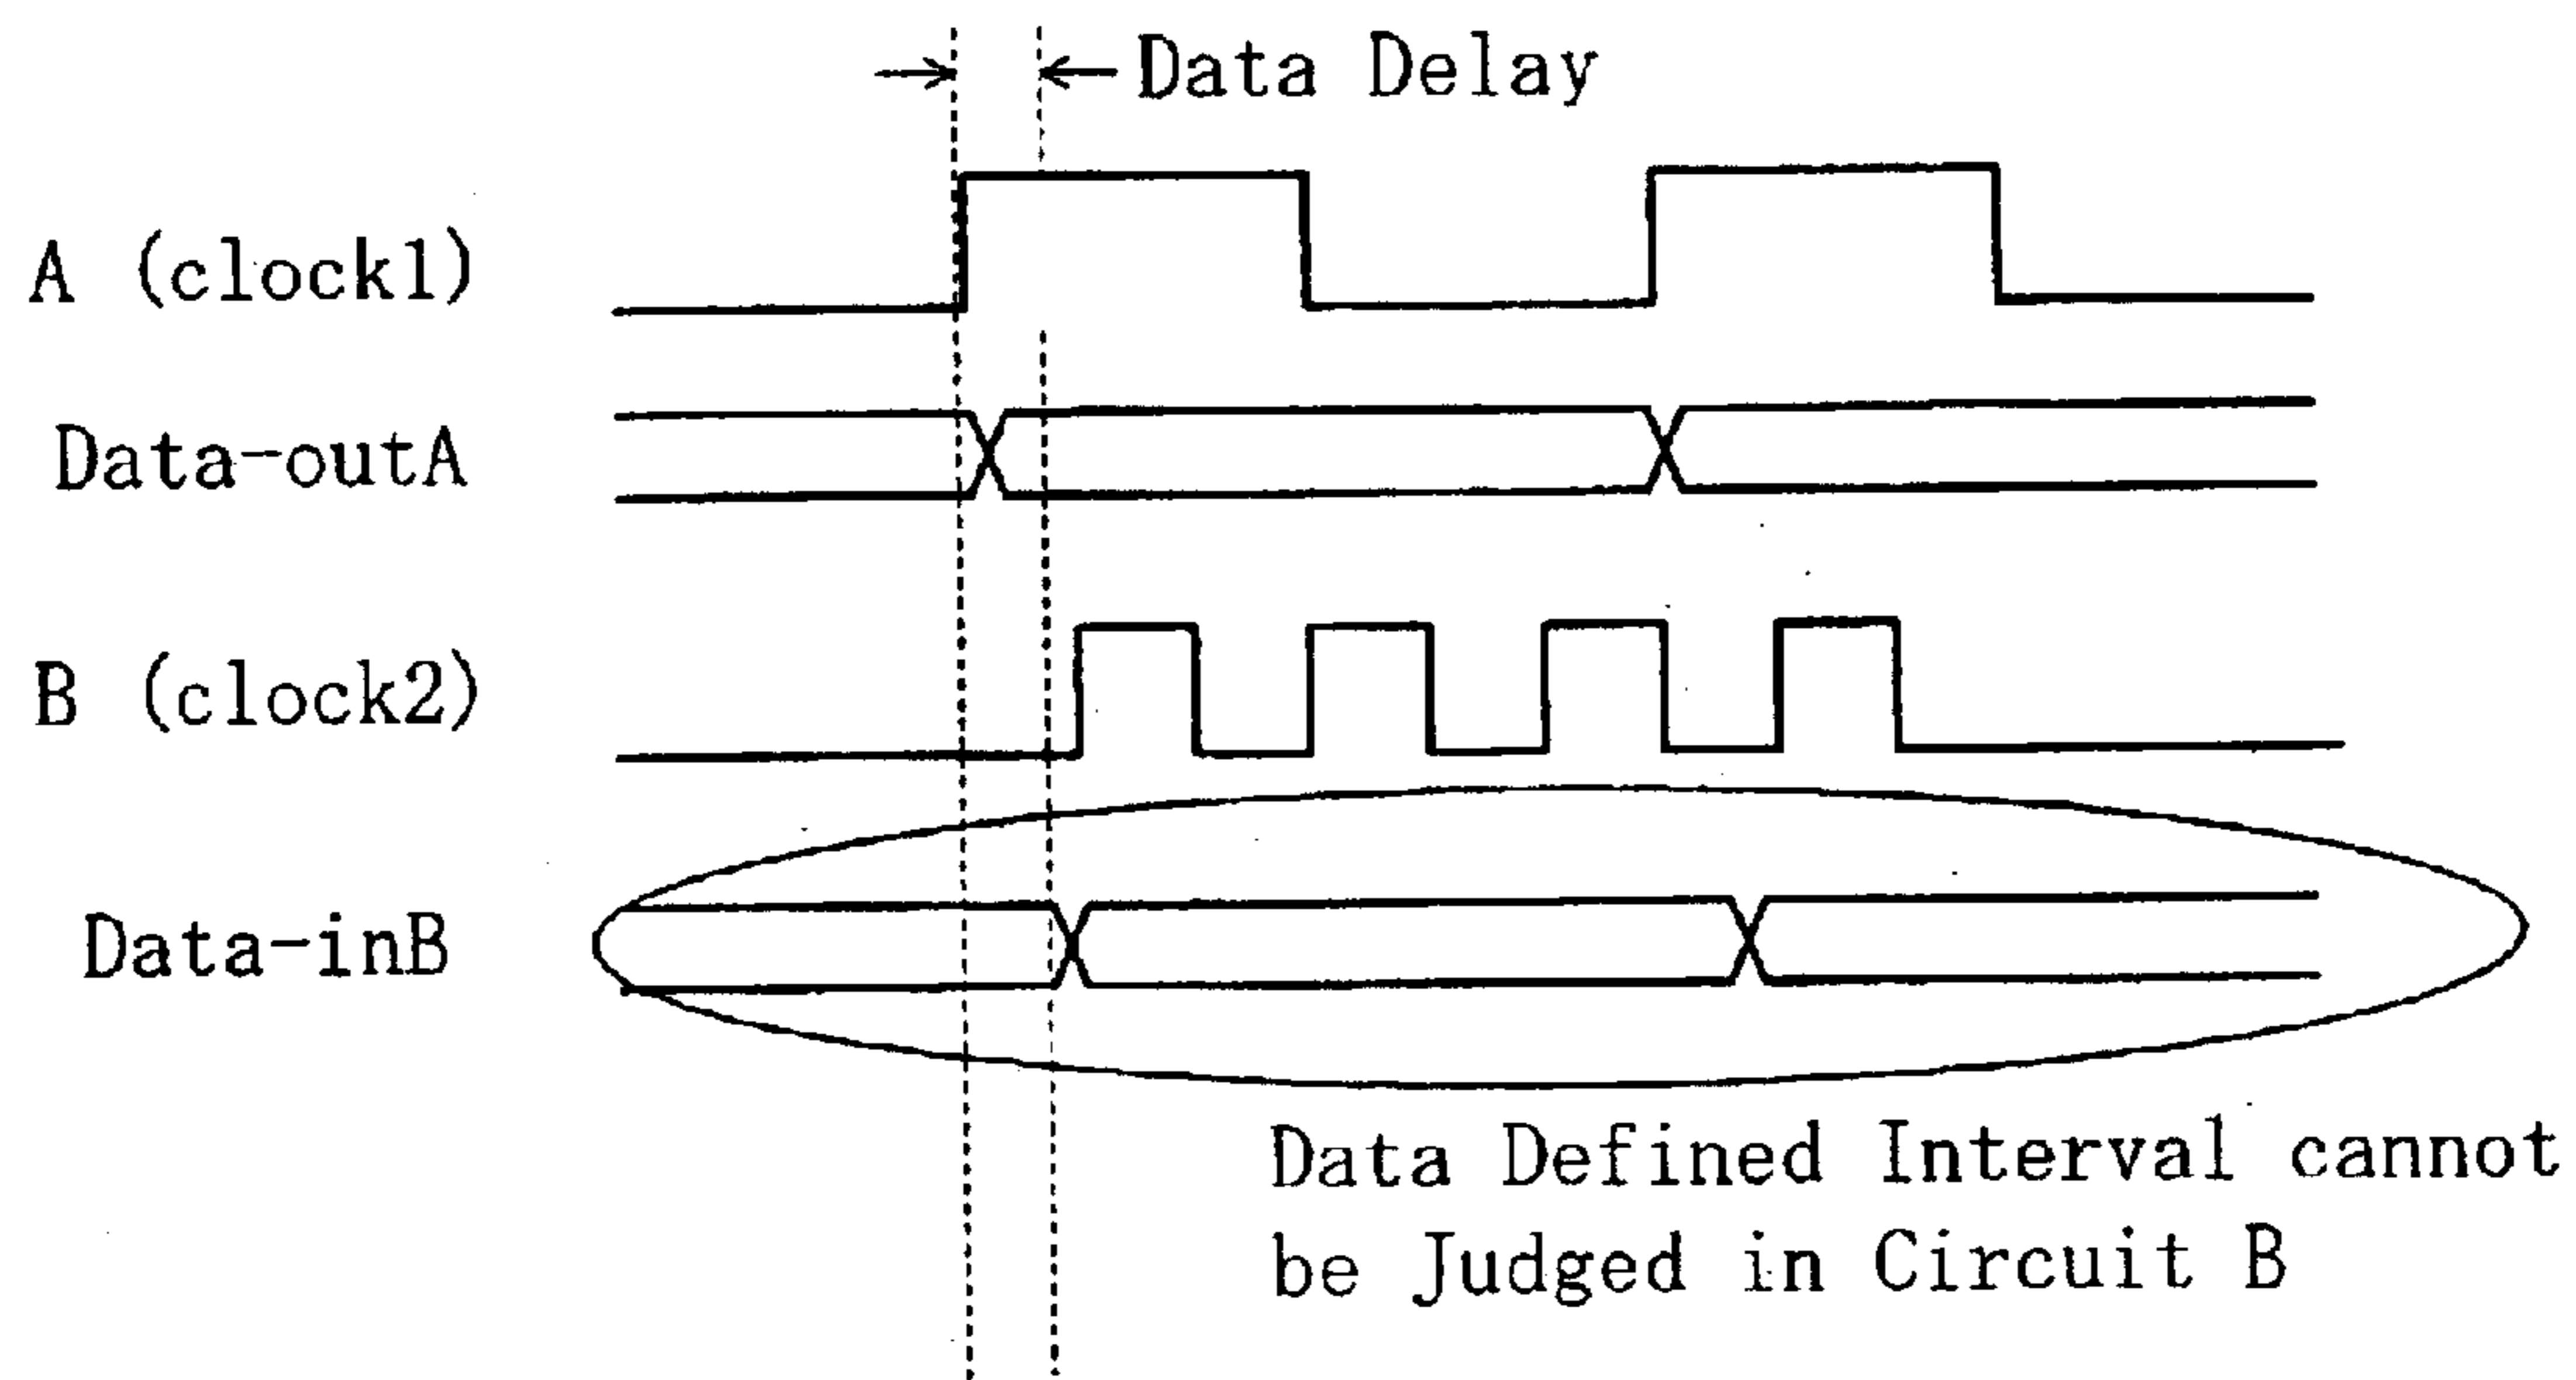 Data Delay
A (clock1)
Data-outA
B (clock2)
Data-inB
Data Defined Interval cannot
be Judged in Circuit B